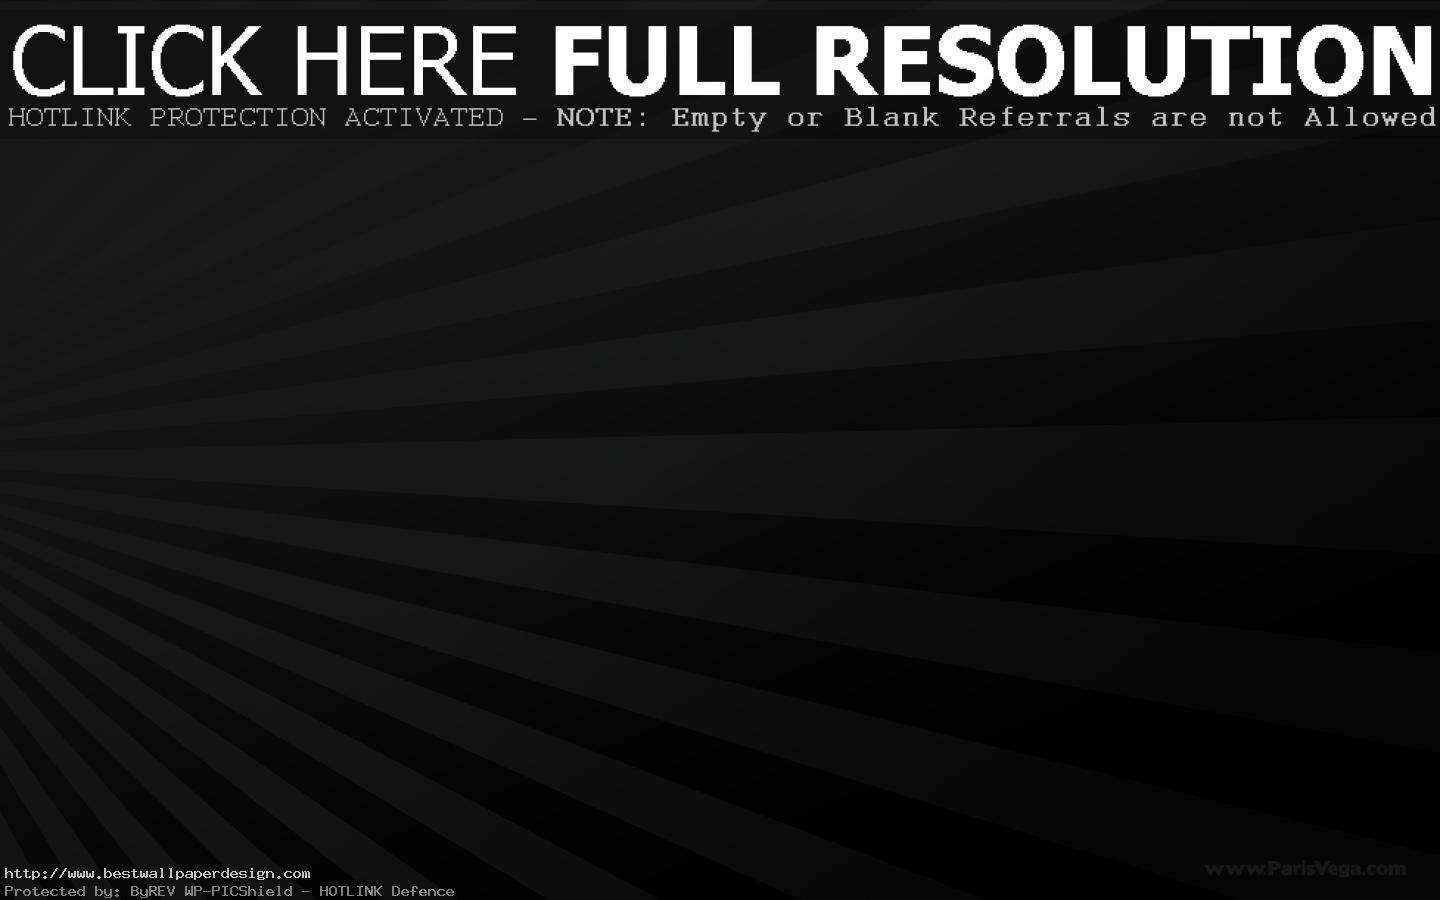 CLICK HERE FULL RESOLUTION
HOTLINK PROTECTION ACTIVATED - NOTE: Empty or Blank Referrals are not Allowed
http://www.bestwallpaperdesign.com
www.ParisVega.com
Protected by: ByREV WP-PICShield - HOTLINK Defence